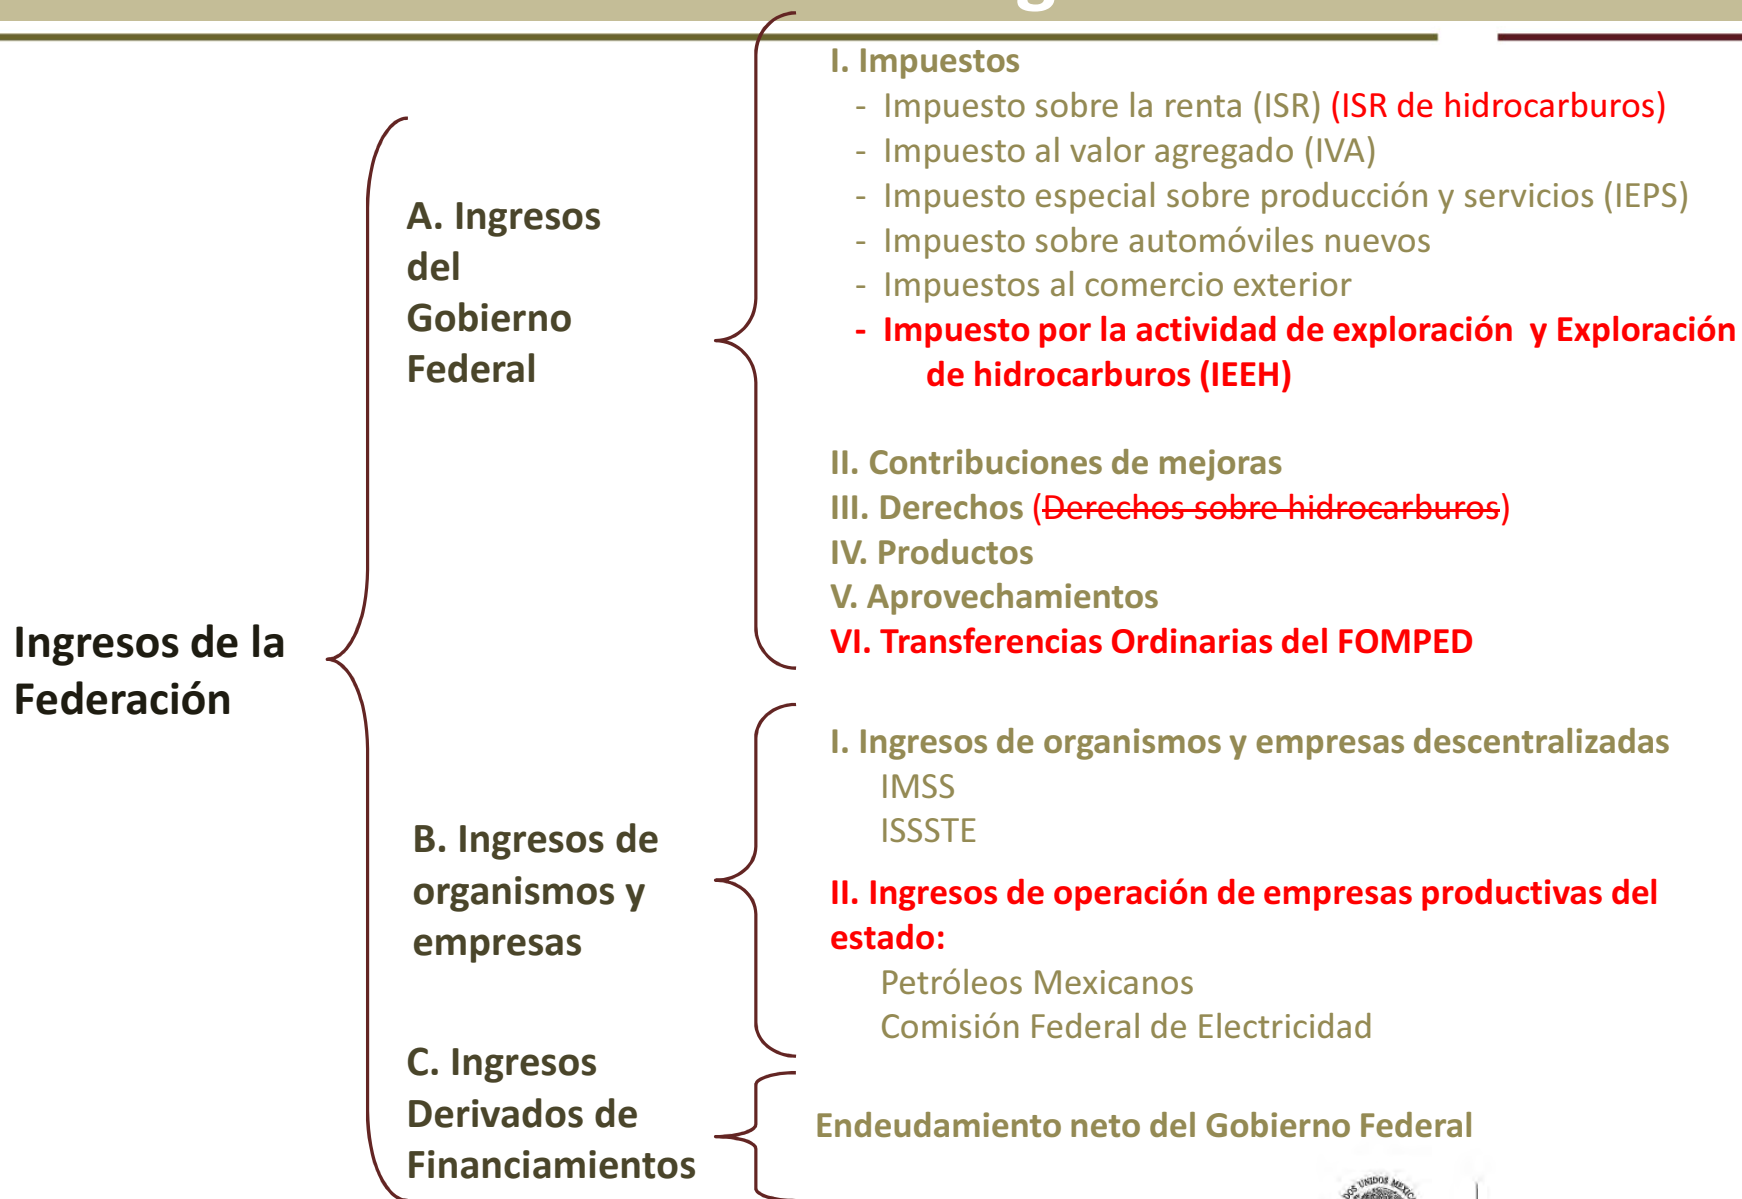 I. Impuestos
- Impuesto sobre la renta (ISR) (ISR de hidrocarburos)
- Impuesto al valor agregado (IVA)
- Impuesto especial sobre producción y servicios (IEPS)
- Impuesto sobre automóviles nuevos
- Impuestos al comercio exterior
- Impuesto por la actividad de exploración y Exploración
de hidrocarburos (IEEH)
A. Ingresos
del
Gobierno
Federal
II. Contribuciones de mejoras
III. Derechos (Derechos sobre hidrocarburos)
IV. Productos
V. Aprovechamientos
VI. Transferencias Ordinarias del FOMPED
Ingresos de la
Federación
I. Ingresos de organismos y empresas descentralizadas
IMSS
ISSSTE
B. Ingresos de
organismos y
empresas
II. Ingresos de operación de empresas productivas del
estado:
Petróleos Mexicanos
Comisión Federal de Electricidad
C. Ingresos
Derivados de
Financiamientos
Endeudamiento neto del Gobierno Federal
UNIDOS